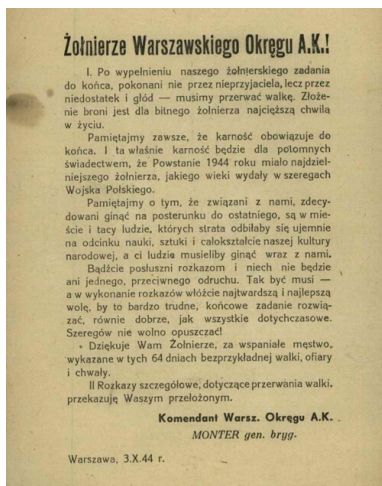 Żołnierze Warszawskiego Okręgu A.K.!
I. Po wypełnieniu naszego żołnierskiego zadania
do końca, pokonani nie przez nieprzyjaciela, lecz przez
niedostatek i głód — musimy przerwać walkę. Złoże-
nie broni jest dla bitnego żołnierza najcięższą chwilą
w życiu.
Pamiętajmy zawsze, że karność obowiązuje do
końca. I ta właśnie karność będzie dla potomnych
świadectwem, że Powstanie 1944 roku miało najdziel-
niejszego żołnierza, jakiego wieki wydały w szeregach
Wojska Polskiego.
Pamiętajmy o tym, że związani z nami, zdecy-
dowani ginąć na posterunku do ostatniego, są w mie-
ście i tacy ludzie, których strata odbiłaby się ujemnie
na odcinku nauki, sztuki i całokształcie naszej kultury
narodowej, a ci ludzie musieliby ginąć wraz z nami.
Bądźcie posłuszni rozkazom i niech nie będzie
ani jednego, przeciwnego odruchu. Tak być musi —
a w wykonanie rozkazów włóżcie najtwardszą i najlepszą
wolę, by to bardzo trudne, końcowe zadanie rozwią-
zać, równie dobrze, jak wszystkie dotychczasowe.
Szeregów nie wolno opuszczać!
Dziękuje Wam Żołnierze, za wspaniałe męstwo,
wykazane w tych 64 dniach bezprzykładnej walki, ofiary
i chwały.
II Rozkazy szczegółowe, dotyczące przerwania walki.
przekazuję Waszym przełożonym.
Komendant Warsz. Okręgu A.K.
MONTER gen. bryg.
Warszawa, 3.X.44 r.